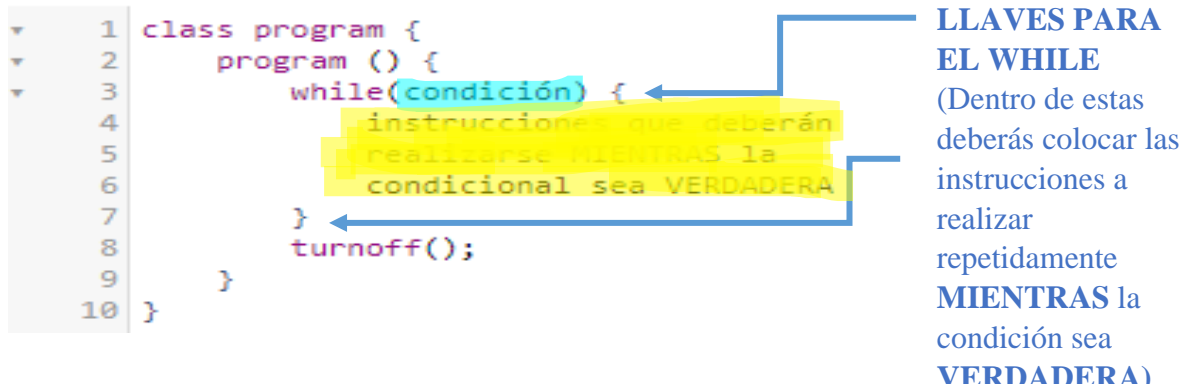 1 class program {
2 program () {
3 while(condición) {
4 instrucciones que deberán
5 realizarse MIENTRAS la
6 condicional sea VERDADERA
7 }
8 turnoff();
9 }
10 }
LLAVES PARA
EL WHILE
(Dentro de estas
deberás colocar las
instrucciones a
realizar
repetidamente
MIENTRAS la
condición sea
VERDADERA)